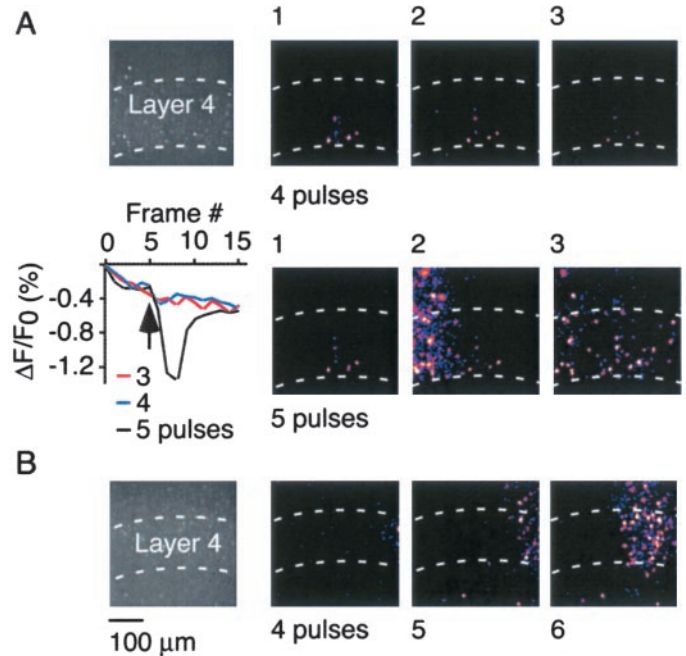 A
1 2 3
Layer 4
4 pulses
Frame #
0 5 10 15
1 2 3
ΔF/F0 (%)
-0.4
-0.8
-1.2
3
4
5 pulses
5 pulses
B
Layer 4
4 pulses 5 6
100 μm